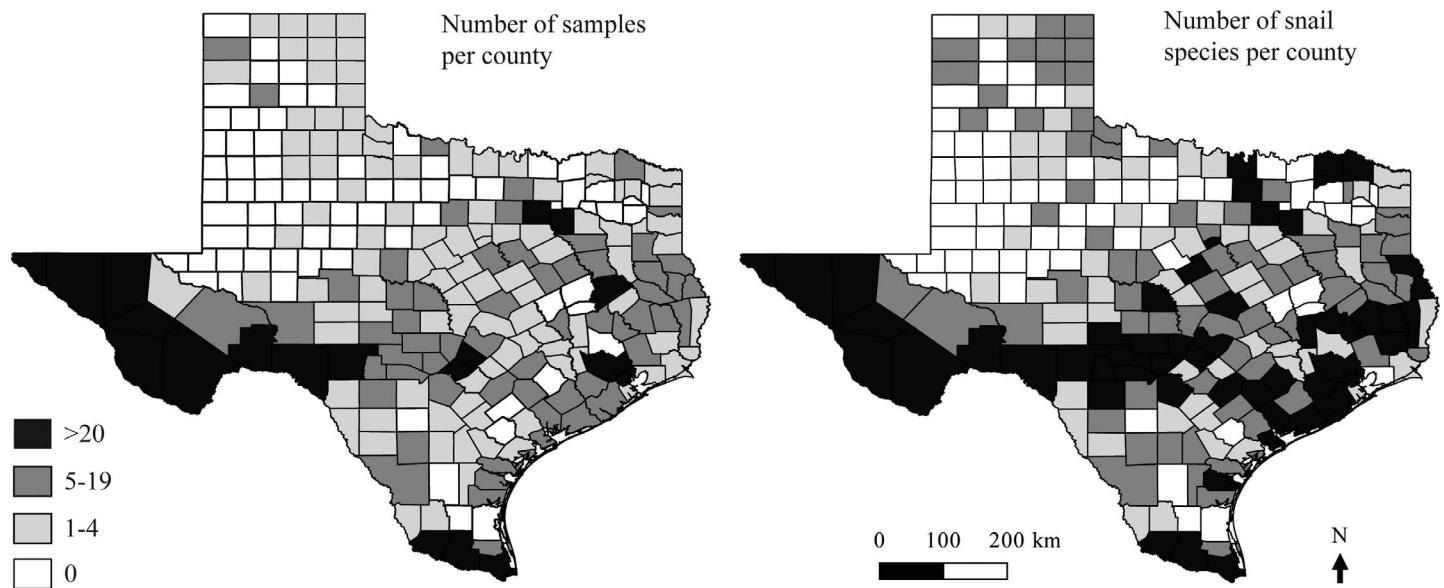 Number of samples
per county
Number of snail
species per county
>20
5-19
1-4
0
0 100 200 km
N